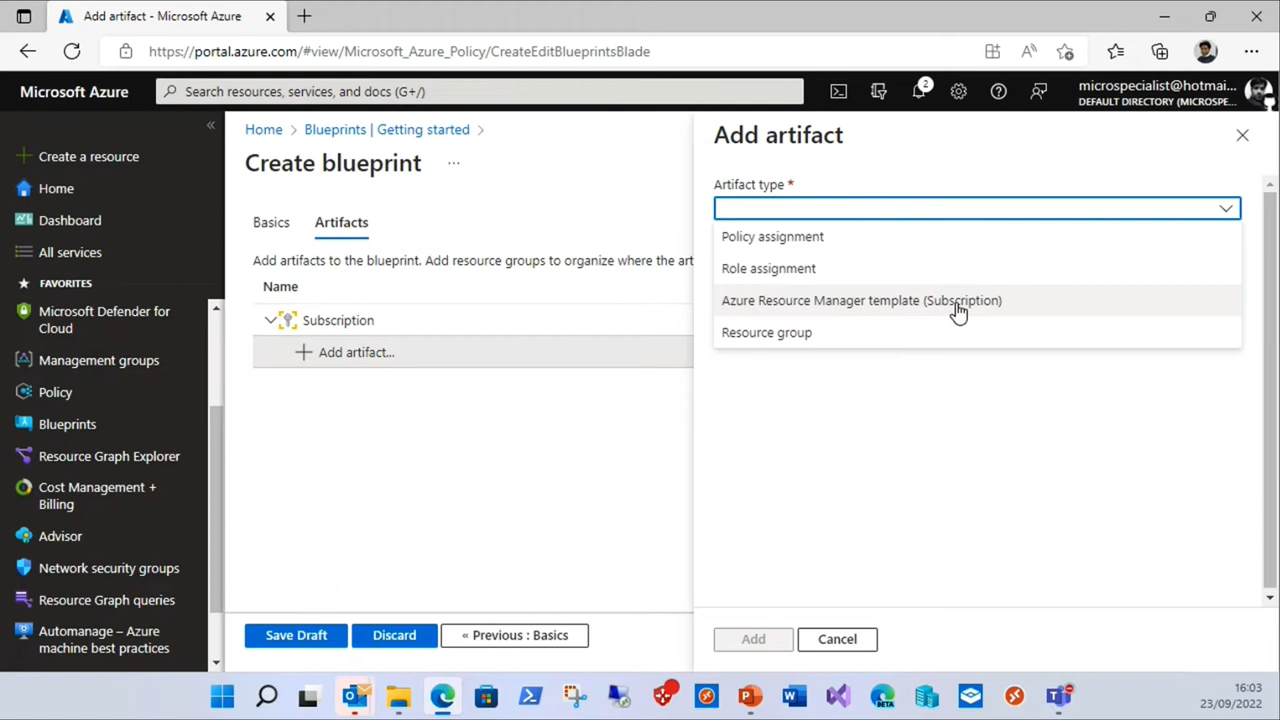 Add artifact - Microsoft Azure
https://portal.azure.com/#view/Microsoft_Azure_Policy/CreateEditBlueprintsBlade
Microsoft Azure
Search resources, services, and docs (G+/)
2
microspecialist@hotmai...
DEFAULT DIRECTORY (MICROSPE...
Create a resource
Home
Dashboard
All services
FAVORITES
Microsoft Defender for
Cloud
Management groups
Policy
Blueprints
Resource Graph Explorer
Cost Management +
Billing
Advisor
Network security groups
Resource Graph queries
Automanage – Azure
machine best practices
Home > Blueprints | Getting started >
Create blueprint ...
Basics Artifacts
Add artifacts to the blueprint. Add resource groups to organize where the art
Name
Subscription
Add artifact...
Save Draft
Discard
« Previous : Basics
Add artifact
Artifact type *
Policy assignment
Role assignment
Azure Resource Manager template (Subscription)
Resource group
Add
Cancel
BETA
16:03
23/09/2022